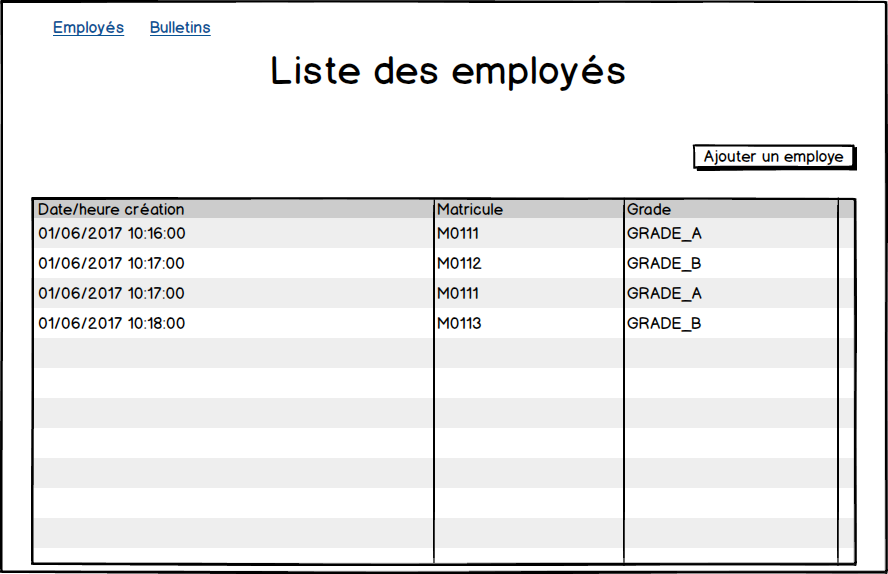 Employés Bulletins
Liste des employés
Ajouter un employe
Date/heure création Matricule Grade
01/06/2017 10:16:00 M0111 GRADE_A
01/06/2017 10:17:00 M0112 GRADE_B
01/06/2017 10:17:00 M0111 GRADE_A
01/06/2017 10:18:00 M0113 GRADE_B